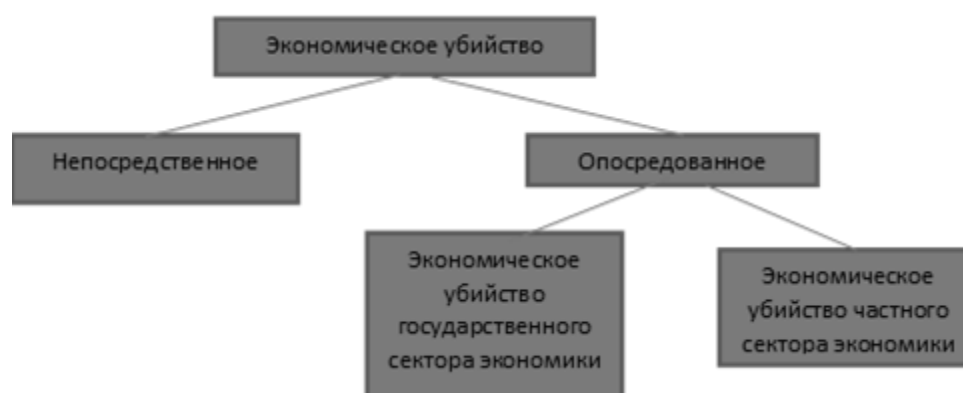 Экономическое убийство
Непосредственное
Опосредованное
Экономическое
убийство
государственного
сектора экономики
Экономическое
убийство частного
сектора экономики